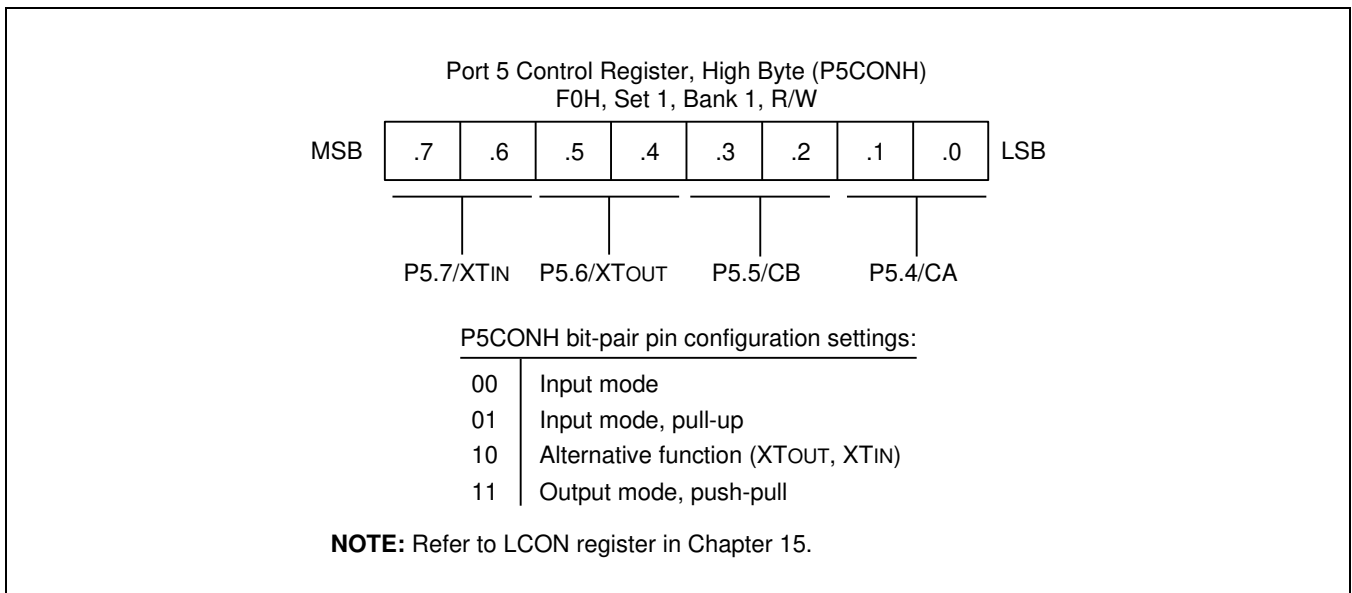 Port 5 Control Register, High Byte (P5CONH)
F0H, Set 1, Bank 1, R/W
MSB .7 .6 .5 .4 .3 .2 .1 .0 LSB
P5.7/XTIN P5.6/XTOUT P5.5/CB P5.4/CA
P5CONH bit-pair pin configuration settings:
00 Input mode
01 Input mode, pull-up
10 Alternative function (XTOUT, XTIN)
11 Output mode, push-pull
NOTE: Refer to LCON register in Chapter 15.